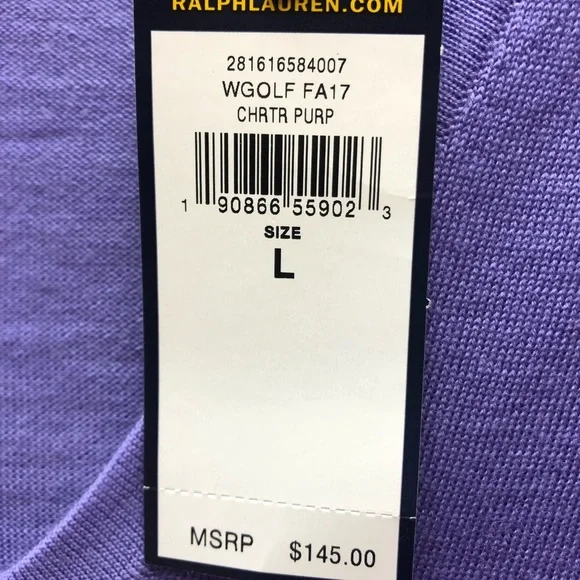 RALPHLAUREN.COM
281616584007
WGOLF FA17
CHRTR PURP
1 90866 55902 3
SIZE
L
MSRP $145.00